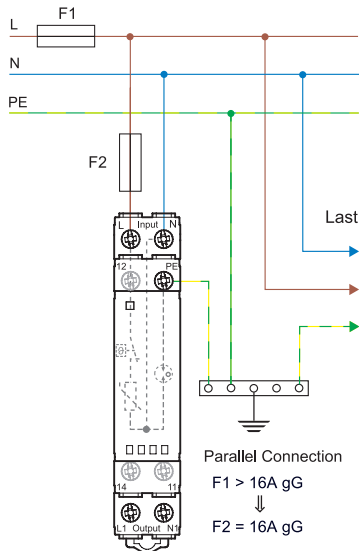 F1
L
N
PE
F2
L Input N
Last
12 PE
14 11
L1 Output N1
Parallel Connection
F1 > 16A gG
⇓
F2 = 16A gG